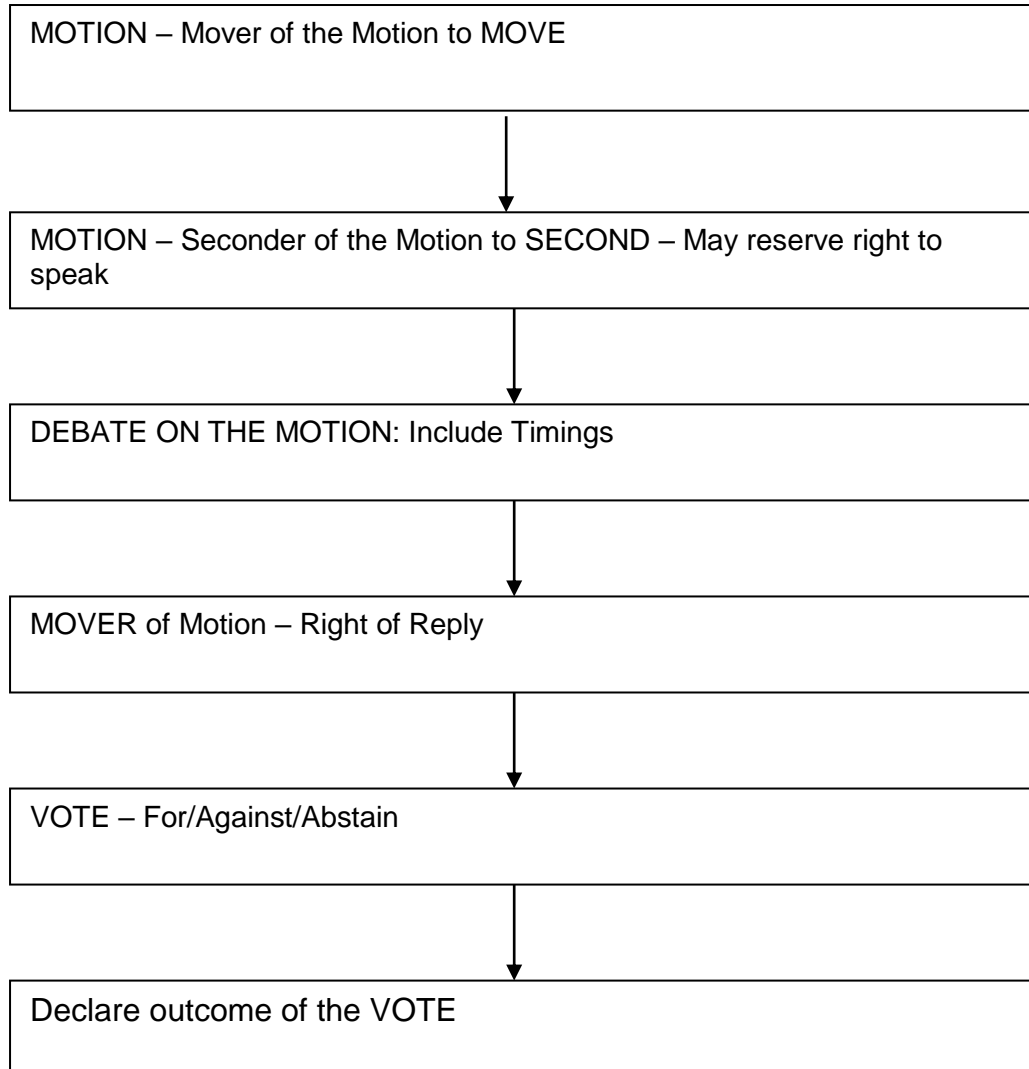 MOTION – Mover of the Motion to MOVE
MOTION – Seconder of the Motion to SECOND – May reserve right to
speak
DEBATE ON THE MOTION: Include Timings
MOVER of Motion – Right of Reply
VOTE – For/Against/Abstain
Declare outcome of the VOTE